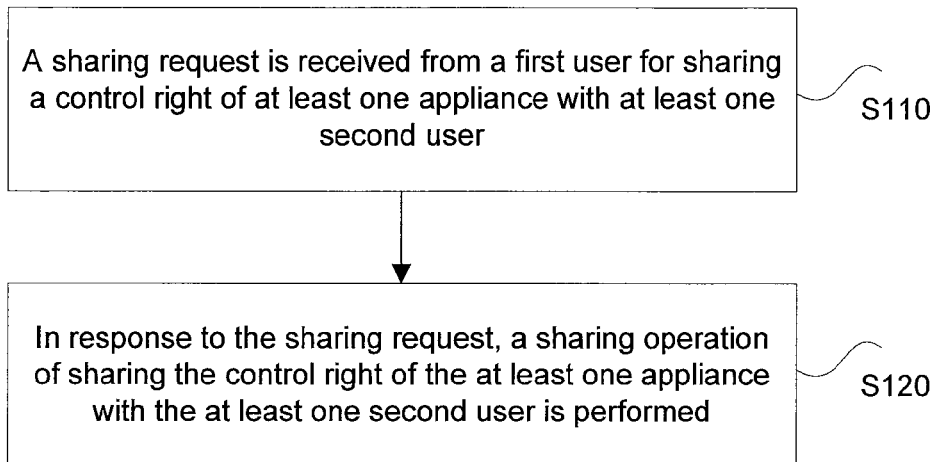 A sharing request is received from a first user for sharing
a control right of at least one appliance with at least one
second user
S110
In response to the sharing request, a sharing operation
of sharing the control right of the at least one appliance
with the at least one second user is performed
S120